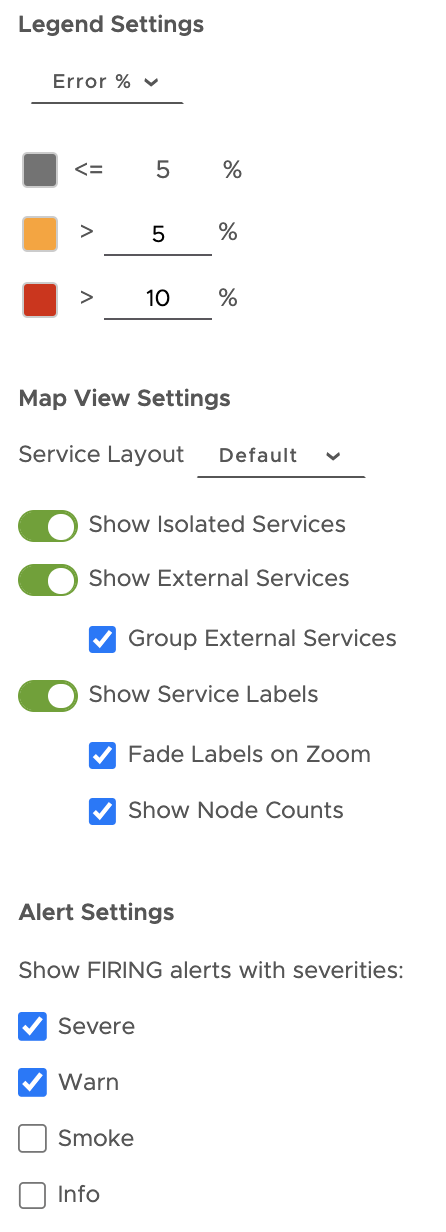 Legend Settings
Error %
<= 5 %
> 5 %
> 10 %
Map View Settings
Service Layout Default
Show Isolated Services
Show External Services
Group External Services
Show Service Labels
Fade Labels on Zoom
Show Node Counts
Alert Settings
Show FIRING alerts with severities:
Severe
Warn
Smoke
Info